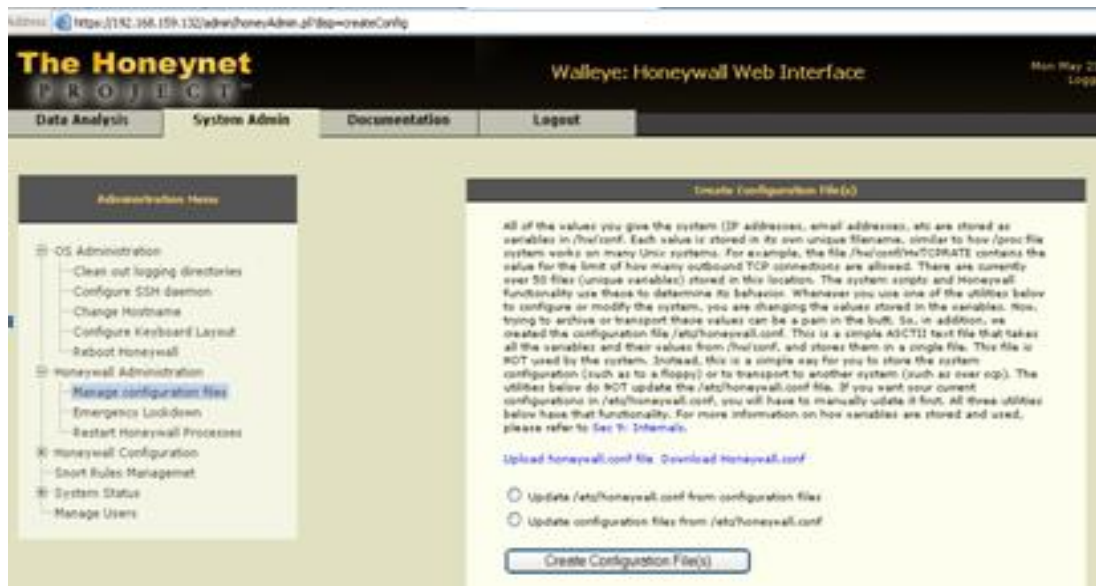 Address https://192.168.159.132/admin/honeyAdmin.pl?disp=createConfig
The Honeynet
PROJECT
Walleye: Honeywall Web Interface
Mon May
Data Analysis
System Admin
Documentation
Logout
Administration Menu
OS Administration
Clean out logging directories
Configure SSH daemon
Change Hostname
Configure Keyboard Layout
Reboot Honeywall
Honeywall Administration
Manage configuration files
Emergency Lockdown
Restart Honeywall Processes
Honeywall Configuration
Snort Rules Managemet
System Status
Manage Users
Create Configuration File(s)
All of the values you give the system (IP addresses, email addresses, etc are stored as
variables in /hw/conf. Each value is stored in its own unique filename, similar to how /proc file
system works on many Unix systems. For example, the file /hw/conf/HwTCPRATE contains the
value for the limit of how many outbound TCP connections are allowed. There are currently
over 50 files (unique variables) stored in this location. The system scripts and Honeywall
functionality use these to determine its behavior. Whenever you use one of the utilities below
to configure or modify the system, you are changing the values stored in the variables. Now,
trying to archive or transport these values can be a pain in the butt. So, in addition, we
created the configuration file /etc/honeywall.conf. This is a simple ASCTII text file that takes
all the variables and their values from /hw/conf, and stores them in a single file. This file is
NOT used by the system. Instead, this is a simple way for you to store the system
configuration (such as to a floppy) or to transport to another system (such as over scp). The
utilities below do NOT update the /etc/honeywall.conf file. If you want your current
configurations in /etc/honeywall.conf, you will have to manually udate it first. All three utilities
below have that functionality. For more information on how variables are stored and used,
please refer to Sec 9: Internals.
Upload honeywall.conf file Download Honeywall.conf
Update /etc/honeywall.conf from configuration files
Update configuration files from /etc/honeywall.conf
Create Configuration File(s)